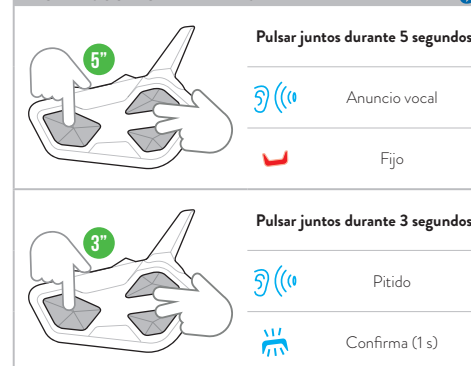 Pulsar juntos durante 5 segundos
5”
Anuncio vocal
Fijo
Pulsar juntos durante 3 segundos
3”
Pitido
Confirma (1 s)